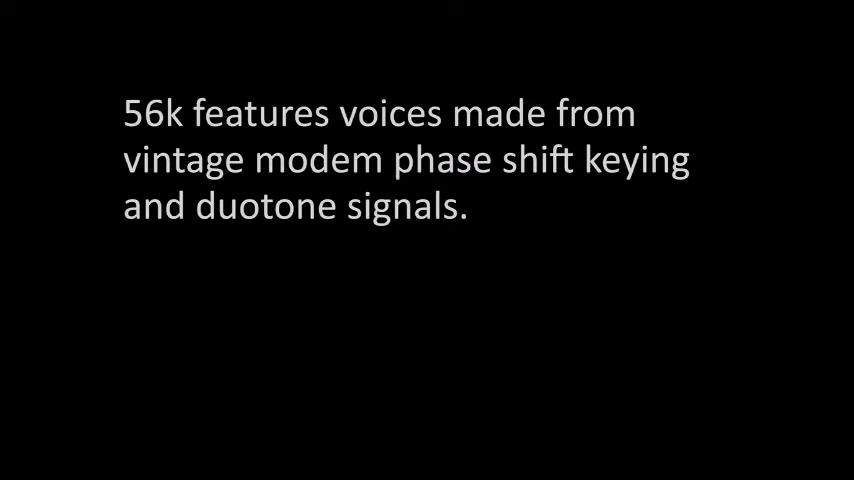 56k features voices made from
vintage modem phase shift keying
and duotone signals.